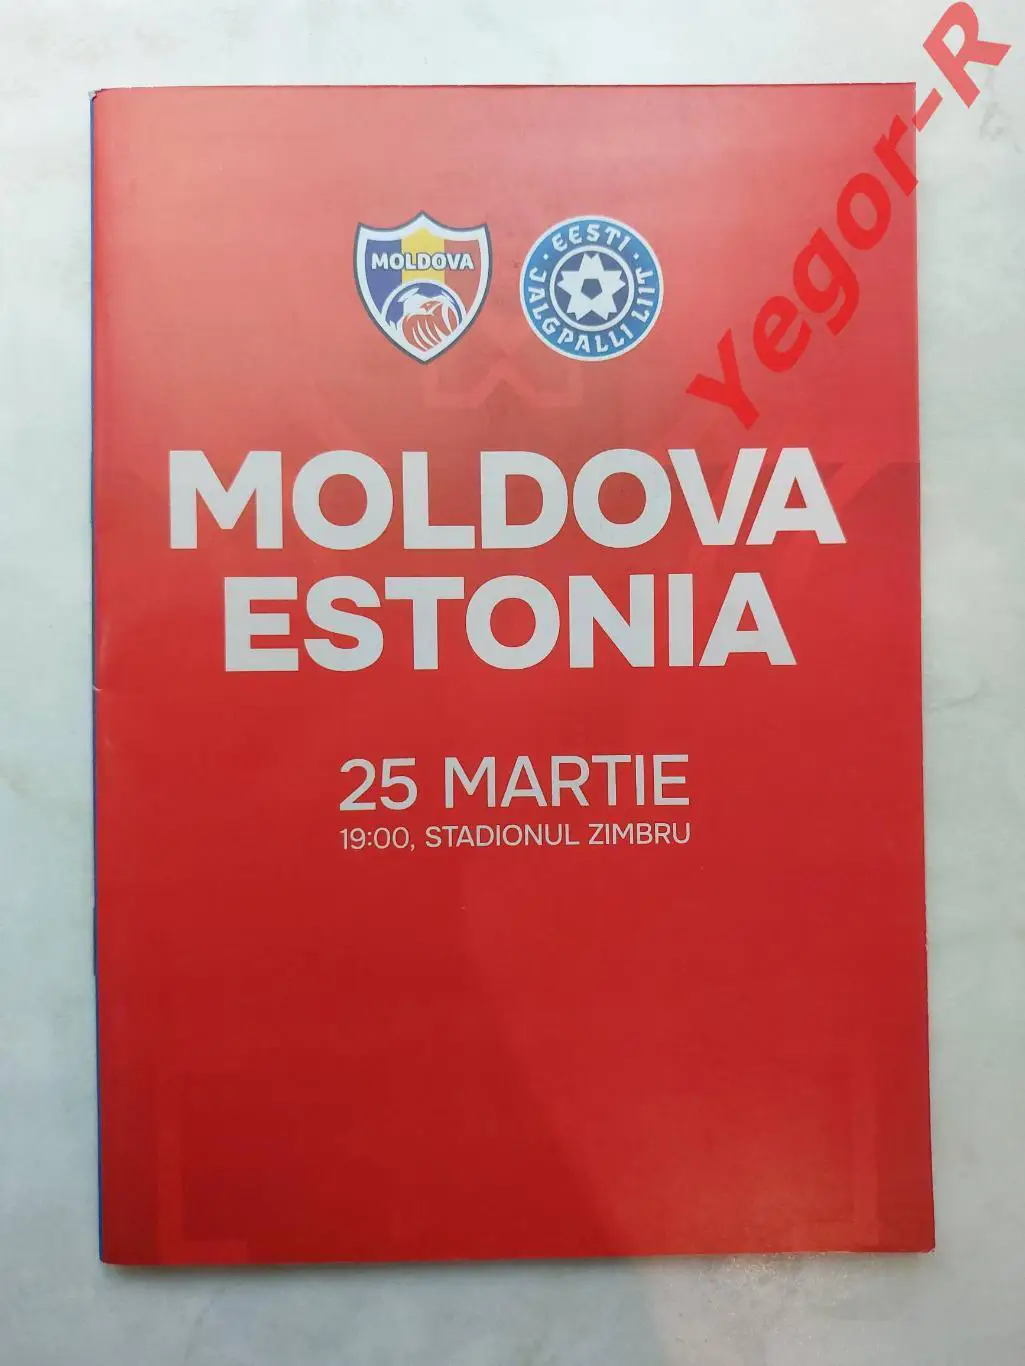 Yegor-R
MOLDOVA
EESTI
JALGPALLI LIIT
MOLDOVA
ESTONIA
25 MARTIE
19:00, STADIONUL ZIMBRU